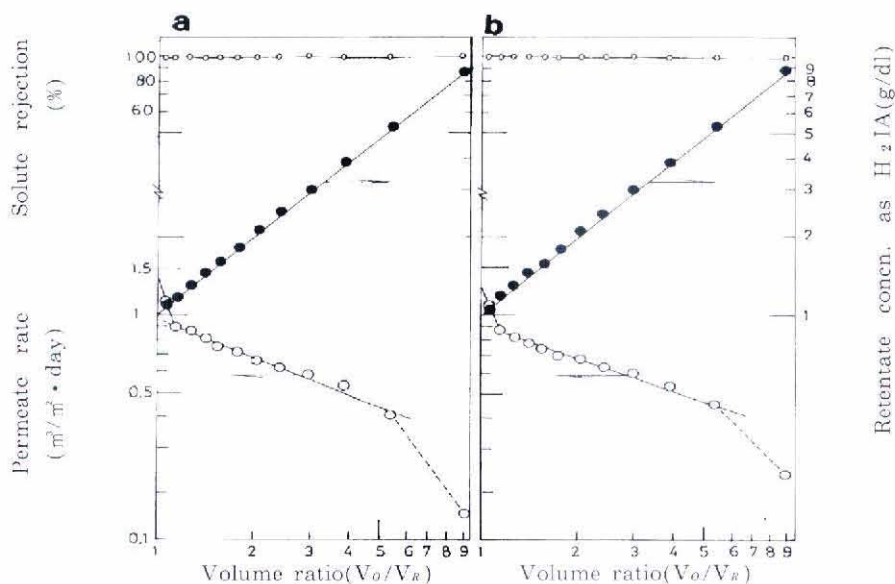 a
b
Solute rejection
(%)
Permeate rate
(m³/m²・day)
100
80
60
1.5
1
0.5
0.1
1 2 3 4 5 6 7 8 9
Volume ratio(V_O/V_R)
1 2 3 4 5 6 7 8 9
Volume ratio(V_O/V_R)
9
8
7
6
5
4
3
2
1
Retentate concn. as H₂IA(g/dl)